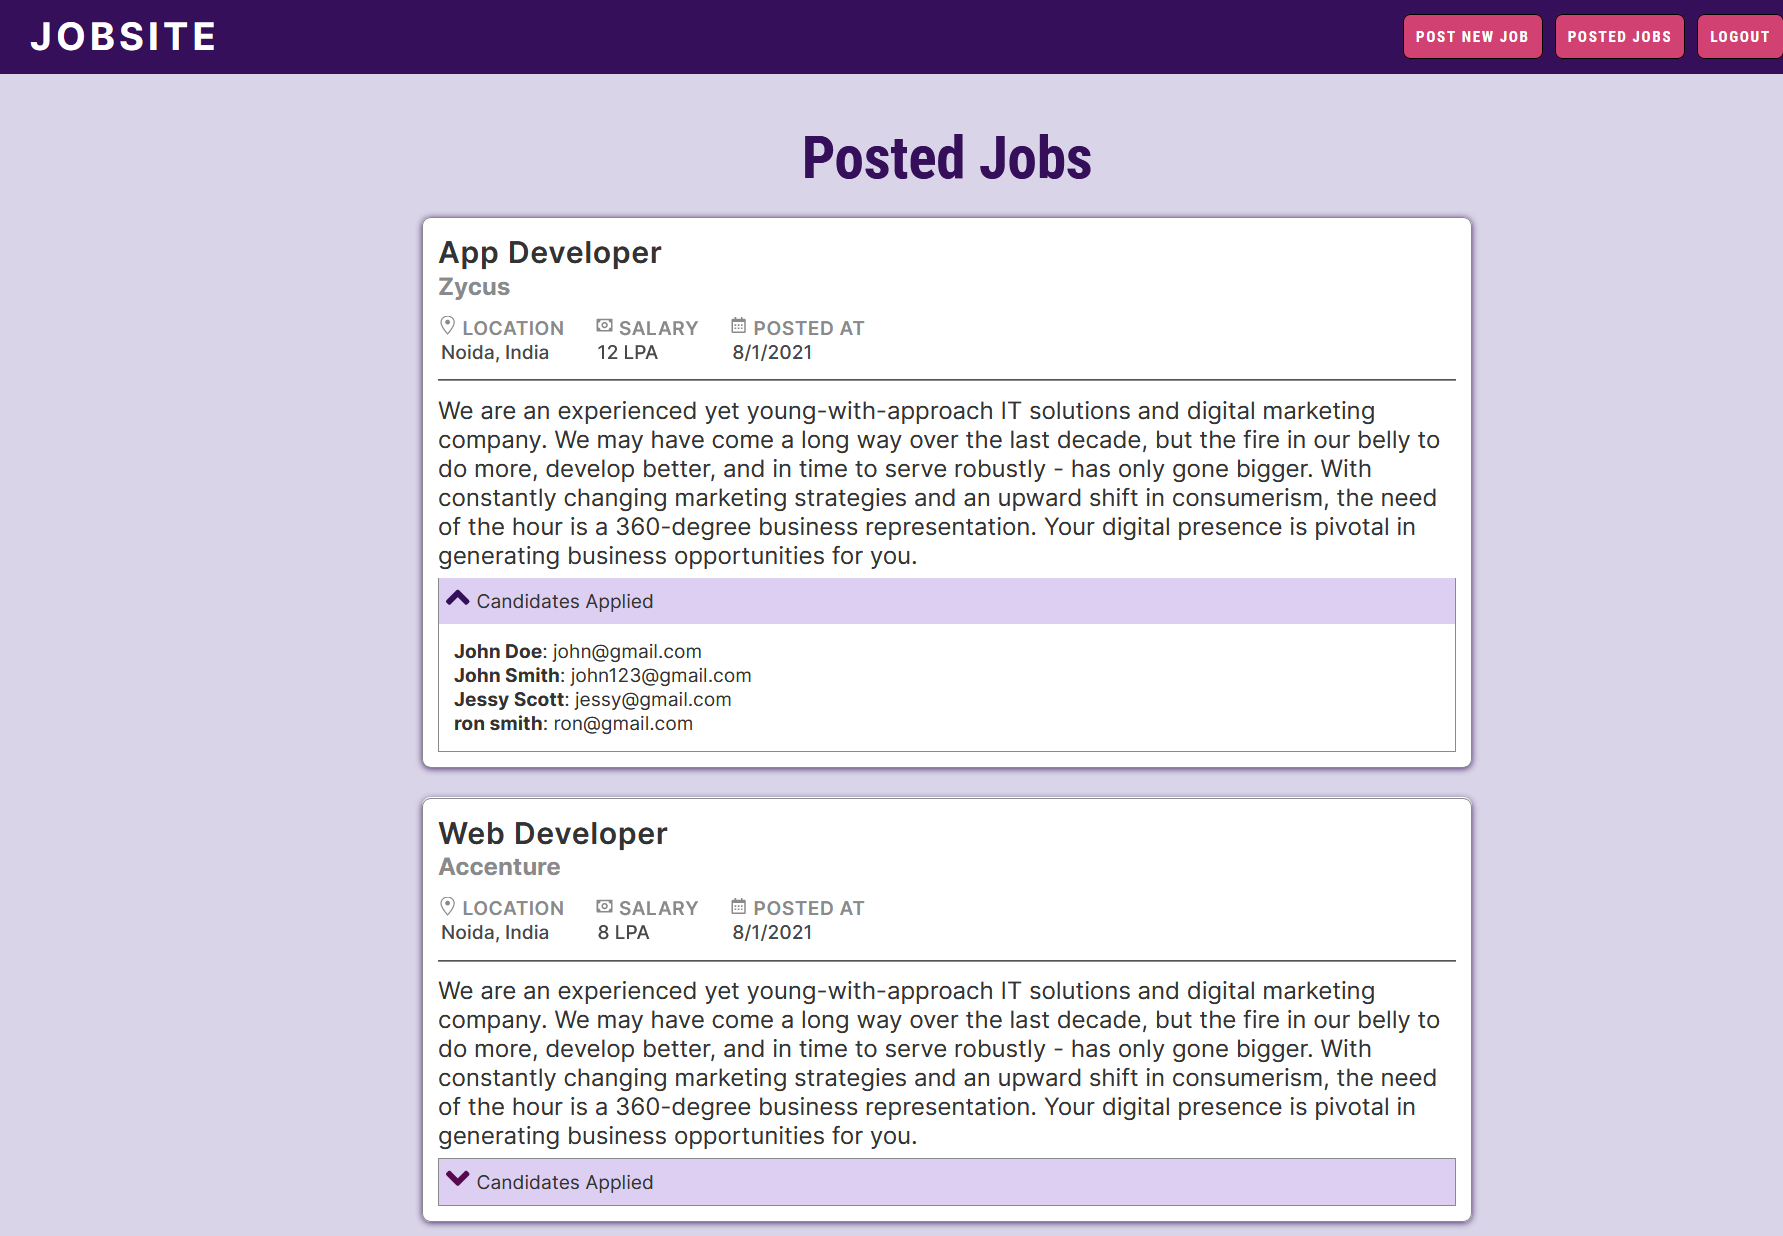 JOBSITE
POST NEW JOB
POSTED JOBS
LOGOUT
Posted Jobs
App Developer
Zycus
LOCATION SALARY POSTED AT
Noida, India 12 LPA 8/1/2021
We are an experienced yet young-with-approach IT solutions and digital marketing
company. We may have come a long way over the last decade, but the fire in our belly to
do more, develop better, and in time to serve robustly - has only gone bigger. With
constantly changing marketing strategies and an upward shift in consumerism, the need
of the hour is a 360-degree business representation. Your digital presence is pivotal in
generating business opportunities for you.
Candidates Applied
John Doe: john@gmail.com
John Smith: john123@gmail.com
Jessy Scott: jessy@gmail.com
ron smith: ron@gmail.com
Web Developer
Accenture
LOCATION SALARY POSTED AT
Noida, India 8 LPA 8/1/2021
We are an experienced yet young-with-approach IT solutions and digital marketing
company. We may have come a long way over the last decade, but the fire in our belly to
do more, develop better, and in time to serve robustly - has only gone bigger. With
constantly changing marketing strategies and an upward shift in consumerism, the need
of the hour is a 360-degree business representation. Your digital presence is pivotal in
generating business opportunities for you.
Candidates Applied